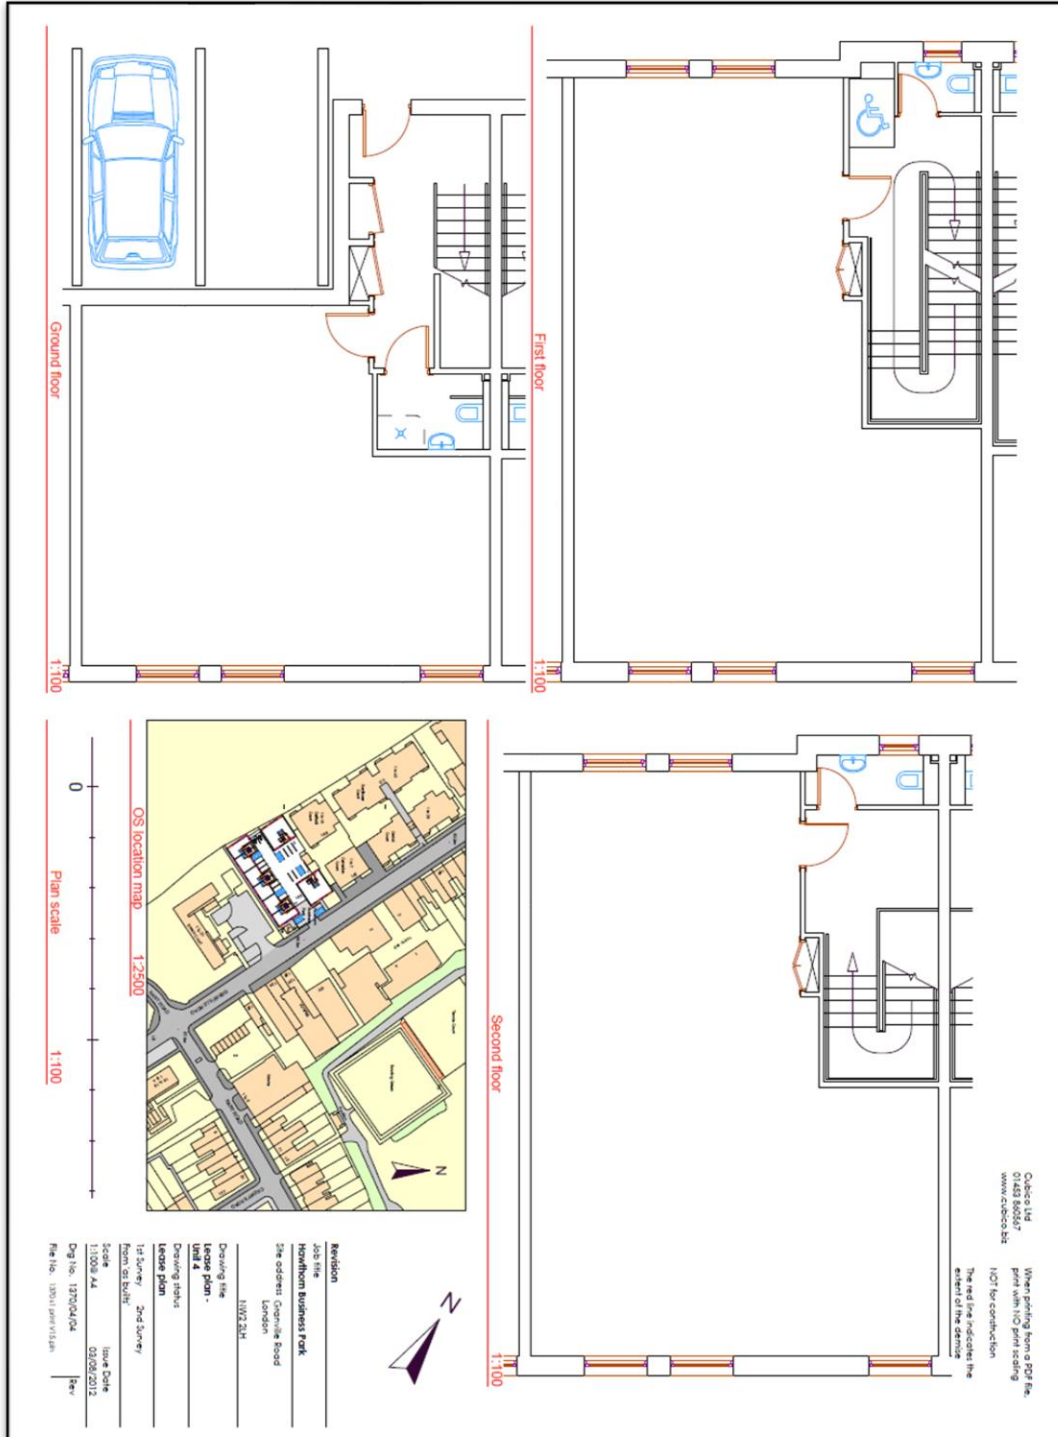 Ground floor
1:100
First floor
1:100
OS location map
1:2500
Plan scale
1:100
0
Second floor
1:100
N
N
Cubico Ltd
01453 860567
www.cubico.biz
When printing from a PDF file,
print with NO print scaling
NOT for construction
The red line indicates the
extent of the demise
Revision
Job title
Hawthorn Business Park
Site address Granville Road
London
NW2 2LH
Drawing title
Lease plan -
Unit 4
Drawing status
Lease plan
1st Survey 2nd Survey
From 'as builts'
Scale Issue Date
1:100@ A4 03/08/2012
Drg No. 1370/04/04 Rev
File No.